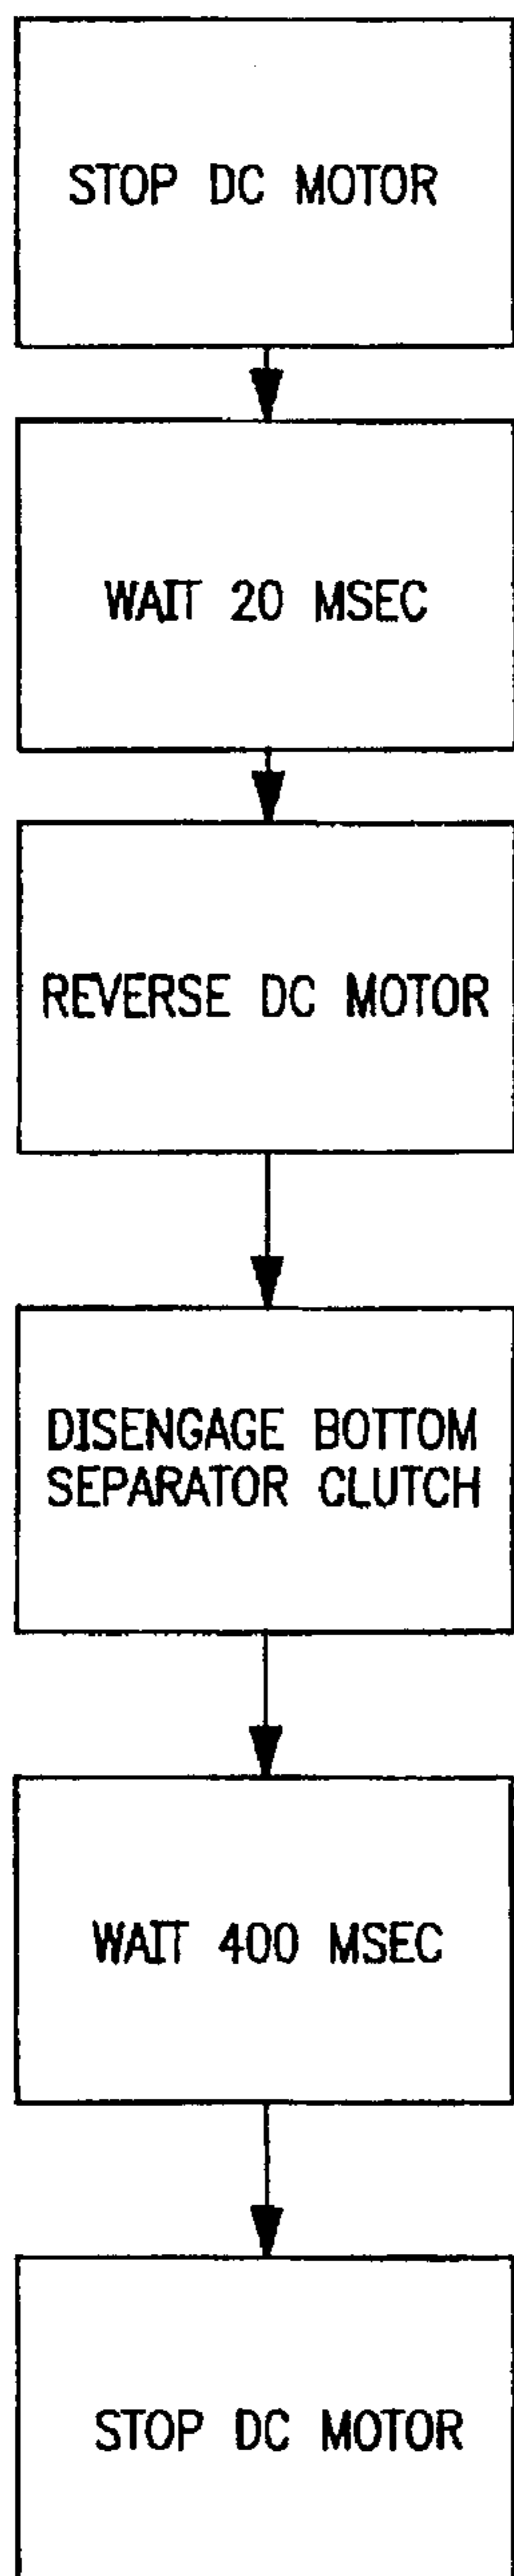 STOP DC MOTOR
WAIT 20 MSEC
REVERSE DC MOTOR
DISENGAGE BOTTOM
SEPARATOR CLUTCH
WAIT 400 MSEC
STOP DC MOTOR